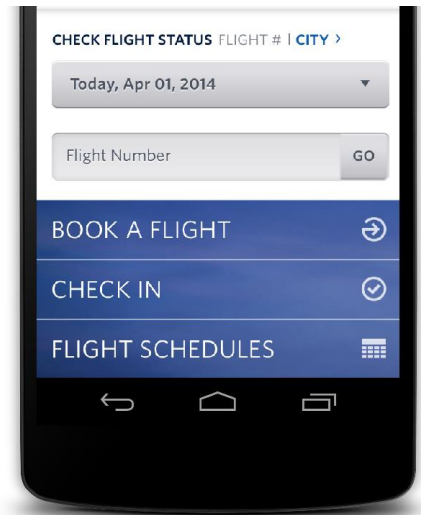 CHECK FLIGHT STATUS FLIGHT # | CITY >
Today, Apr 01, 2014
Flight Number GO
BOOK A FLIGHT
CHECK IN
FLIGHT SCHEDULES